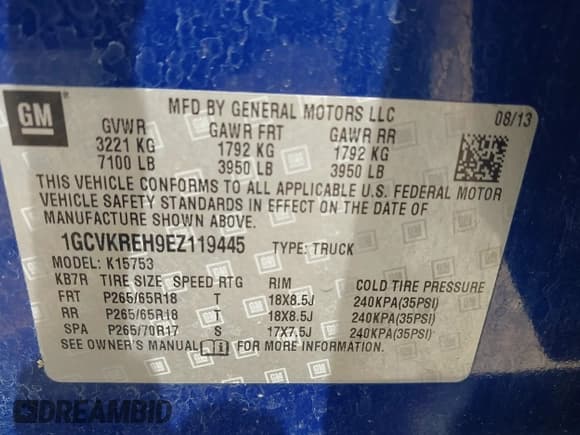 GM ®
MFD BY GENERAL MOTORS LLC 08/13
GVWR GAWR FRT GAWR RR
3221 KG 1792 KG 1792 KG
7100 LB 3950 LB 3950 LB
THIS VEHICLE CONFORMS TO ALL APPLICABLE U.S. FEDERAL MOTOR
VEHICLE SAFETY STANDARDS IN EFFECT ON THE DATE OF
MANUFACTURE SHOWN ABOVE.
1GCVKREH9EZ119445 TYPE: TRUCK
MODEL: K15753
KB7R TIRE SIZE SPEED RTG RIM COLD TIRE PRESSURE
FRT P265/65R18 T 18X8.5J 240KPA(35PSI)
RR P265/65R18 T 18X8.5J 240KPA(35PSI)
SPA P265/70R17 S 17X7.5J 240KPA(35PSI)
SEE OWNER'S MANUAL FOR MORE INFORMATION.
DREAMBID